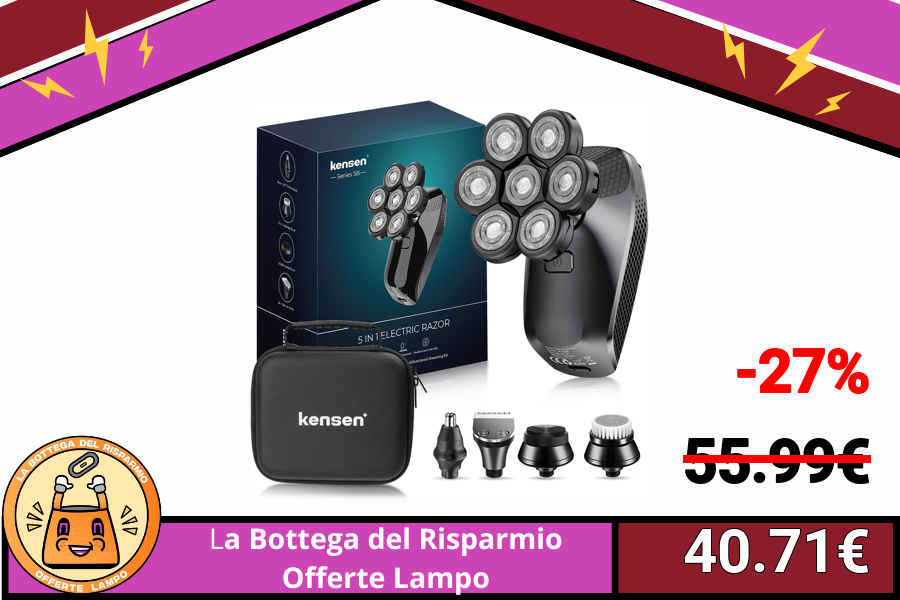 kensen+
Series S8
5 IN 1 ELECTRIC RAZOR
kensen+
-27%
55.99€
LA BOTTEGA DEL RISPARMIO
OFFERTE LAMPO
La Bottega del Risparmio
Offerte Lampo
40.71€